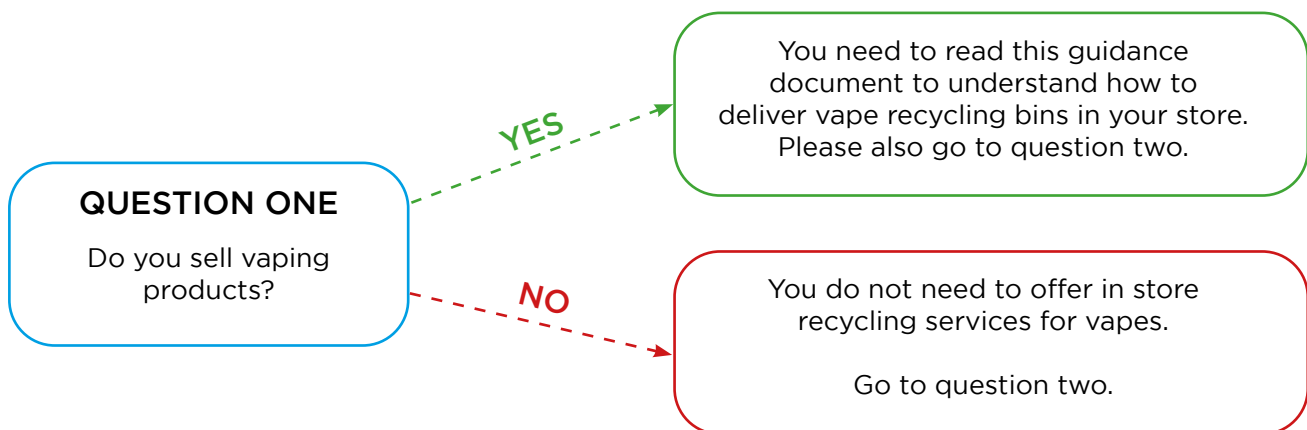 QUESTION ONE
Do you sell vaping
products?
YES
You need to read this guidance
document to understand how to
deliver vape recycling bins in your store.
Please also go to question two.
NO
You do not need to offer in store
recycling services for vapes.
Go to question two.